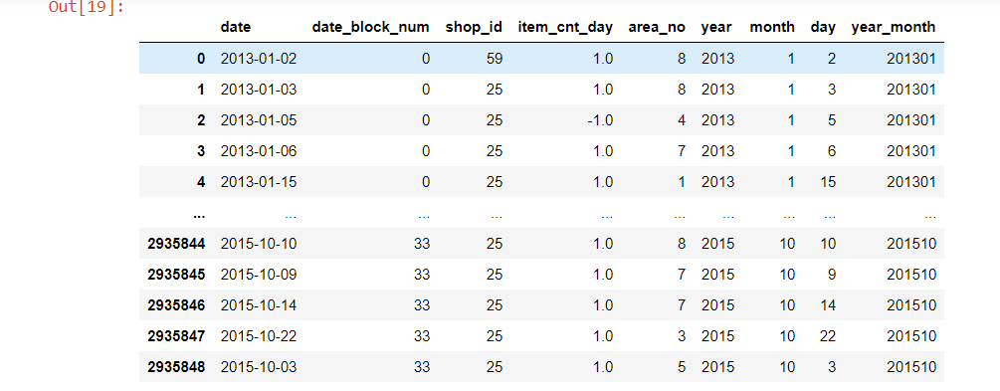 Out[19]:
date date_block_num shop_id item_cnt_day area_no year month day year_month
0 2013-01-02 0 59 1.0 8 2013 1 2 201301
1 2013-01-03 0 25 1.0 8 2013 1 3 201301
2 2013-01-05 0 25 -1.0 4 2013 1 5 201301
3 2013-01-06 0 25 1.0 7 2013 1 6 201301
4 2013-01-15 0 25 1.0 1 2013 1 15 201301
... ... ... ... ... ... ... ... ... ...
2935844 2015-10-10 33 25 1.0 8 2015 10 10 201510
2935845 2015-10-09 33 25 1.0 7 2015 10 9 201510
2935846 2015-10-14 33 25 1.0 7 2015 10 14 201510
2935847 2015-10-22 33 25 1.0 3 2015 10 22 201510
2935848 2015-10-03 33 25 1.0 5 2015 10 3 201510